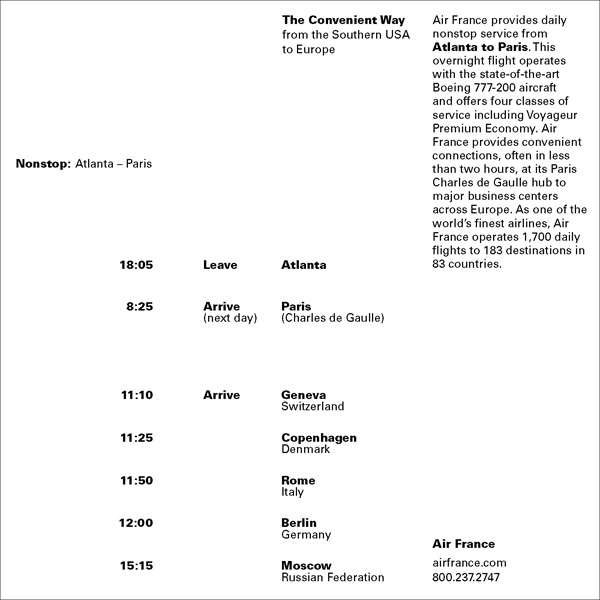 The Convenient Way
from the Southern USA
to Europe
Air France provides daily
nonstop service from
Atlanta to Paris. This
overnight flight operates
with the state-of-the-art
Boeing 777-200 aircraft
and offers four classes of
service including Voyageur
Premium Economy. Air
France provides convenient
connections, often in less
than two hours, at its Paris
Charles de Gaulle hub to
major business centers
across Europe. As one of the
world's finest airlines, Air
France operates 1,700 daily
flights to 183 destinations in
83 countries.
Nonstop: Atlanta – Paris
18:05 Leave Atlanta
8:25 Arrive Paris
(next day) (Charles de Gaulle)
11:10 Arrive Geneva
Switzerland
11:25 Copenhagen
Denmark
11:50 Rome
Italy
12:00 Berlin
Germany
15:15 Moscow
Russian Federation
Air France
airfrance.com
800.237.2747